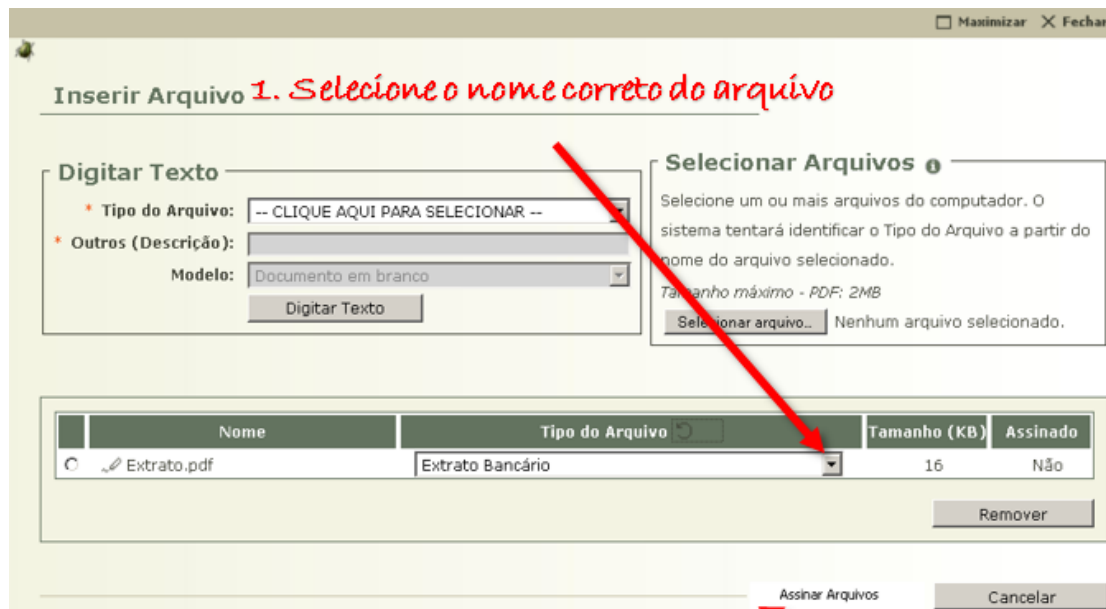 Maximizar Fechar
Inserir Arquivo 1. Selecione o nome correto do arquivo
Digitar Texto
* Tipo do Arquivo: -- CLIQUE AQUI PARA SELECIONAR --
* Outros (Descrição):
Modelo: Documento em branco
Digitar Texto
Selecionar Arquivos
Selecione um ou mais arquivos do computador. O
sistema tentará identificar o Tipo do Arquivo a partir do
nome do arquivo selecionado.
Tamanho máximo - PDF: 2MB
Selecionar arquivo.. Nenhum arquivo selecionado.
Nome Tipo do Arquivo Tamanho (KB) Assinado
Extrato.pdf Extrato Bancário 16 Não
Remover
Assinar Arquivos Cancelar